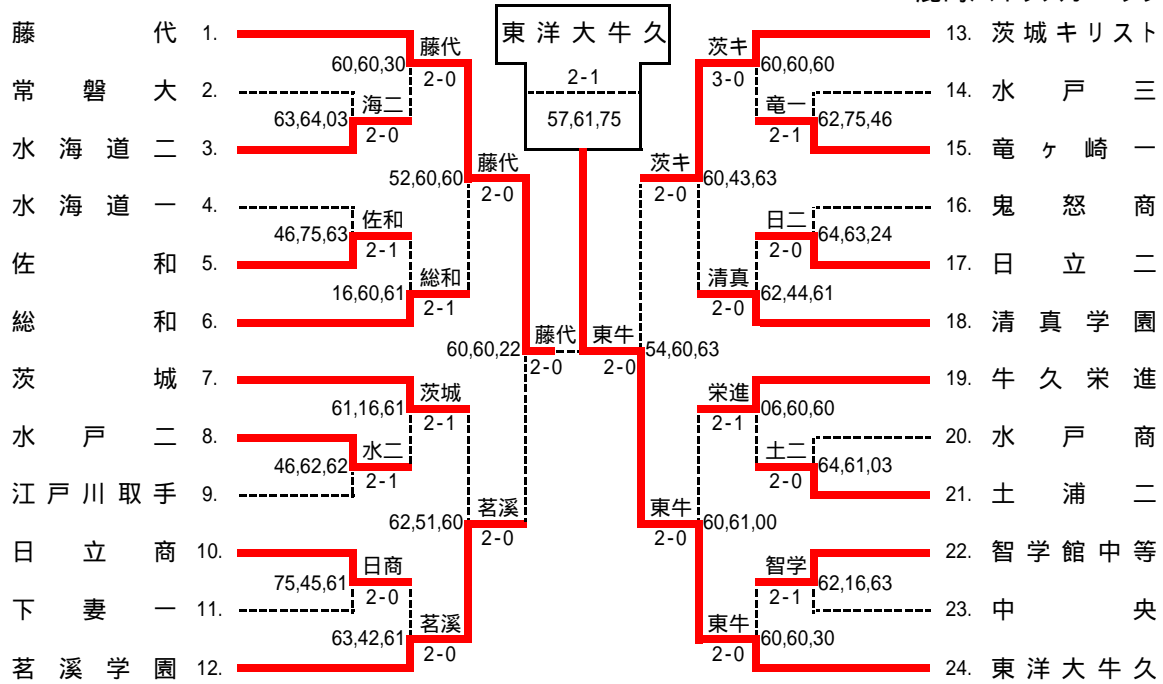 東洋大牛久
2-1
57,61,75
藤代 1.
藤代
60,60,30
2-0
常磐大 2.
海二
63,64,03
2-0
水海道二 3.
藤代
52,60,60
2-0
水海道一 4.
佐和
46,75,63
2-1
佐和 5.
総和
16,60,61
2-1
総和 6.
藤代
60,60,22
2-0
茨城 7.
茨城
61,16,61
2-1
水戸二 8.
水二
46,62,62
2-1
江戸川取手 9.
茗溪
62,51,60
2-0
日立商 10.
日商
75,45,61
2-0
下妻一 11.
茗溪
63,42,61
2-0
茗溪学園 12.
13. 茨城キリスト
茨キ
60,60,60
3-0
14. 水戸三
竜一
62,75,46
2-1
15. 竜ヶ崎一
茨キ
60,43,63
2-0
16. 鬼怒商
日二
64,63,24
2-0
17. 日立二
清真
62,44,61
2-0
18. 清真学園
東牛
54,60,63
2-0
19. 牛久栄進
栄進
06,60,60
2-1
20. 水戸商
土二
64,61,03
2-0
21. 土浦二
東牛
60,61,00
2-0
22. 智学館中等
智学
62,16,63
2-1
23. 中央
東牛
60,60,30
2-0
24. 東洋大牛久